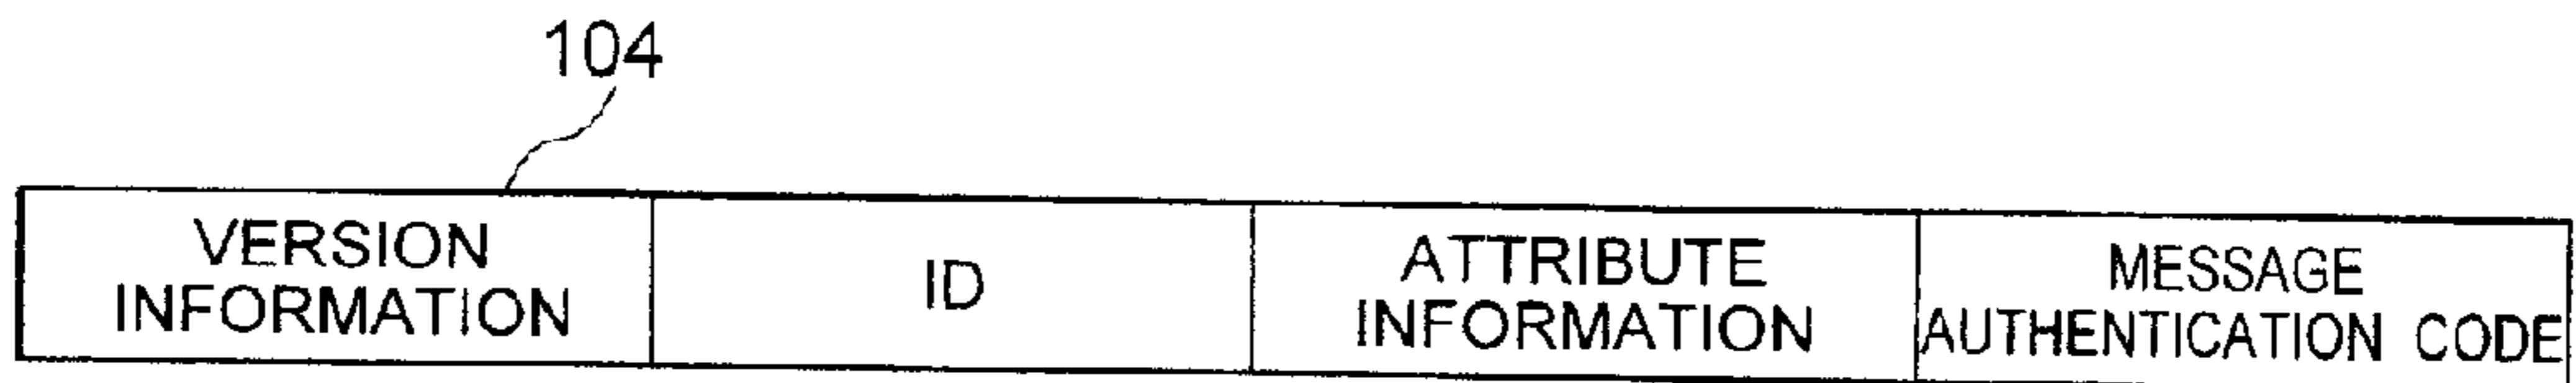 104
VERSION
INFORMATION
ID
ATTRIBUTE
INFORMATION
MESSAGE
AUTHENTICATION CODE